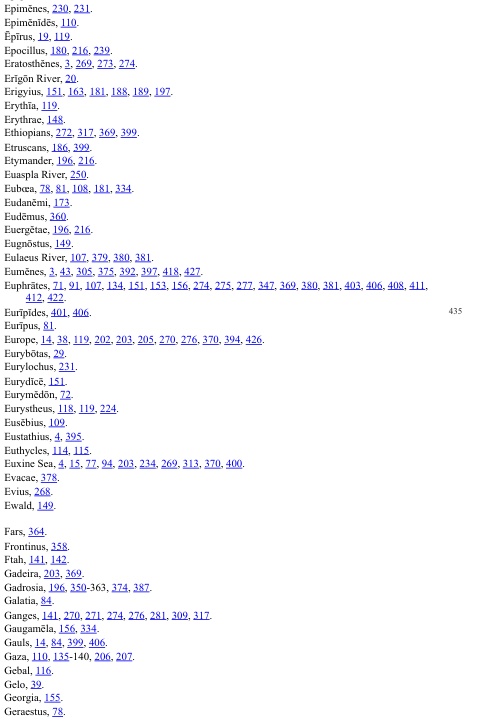 Epimĕnes, 230, 231.
Epimĕnīdēs, 110.
Ēpīrus, 19, 119.
Epocillus, 180, 216, 239.
Eratosthĕnes, 3, 269, 273, 274.
Erĭgōn River, 20.
Erigyius, 151, 163, 181, 188, 189, 197.
Erythīa, 119.
Erythrae, 148.
Ethiopians, 272, 317, 369, 399.
Etruscans, 186, 399.
Etymander, 196, 216.
Euaspla River, 250.
Eubœa, 78, 81, 108, 181, 334.
Eudanĕmi, 173.
Eudēmus, 360.
Euergĕtae, 196, 216.
Eugnōstus, 149.
Eulaeus River, 107, 379, 380, 381.
Eumĕnes, 3, 43, 305, 375, 392, 397, 418, 427.
Euphrātes, 71, 91, 107, 134, 151, 153, 156, 274, 275, 277, 347, 369, 380, 381, 403, 406, 408, 411,
412, 422.
Eurīpĭdes, 401, 406. 435
Eurīpus, 81.
Europe, 14, 38, 119, 202, 203, 205, 270, 276, 370, 394, 426.
Eurybōtas, 29.
Eurylochus, 231.
Eurydĭcē, 151.
Eurymĕdōn, 72.
Eurystheus, 118, 119, 224.
Eusēbius, 109.
Eustathius, 4, 395.
Euthycles, 114, 115.
Euxine Sea, 4, 15, 77, 94, 203, 234, 269, 313, 370, 400.
Evacae, 378.
Evius, 268.
Ewald, 149.
Fars, 364.
Frontinus, 358.
Ftah, 141, 142.
Gadeira, 203, 369.
Gadrosia, 196, 350-363, 374, 387.
Galatia, 84.
Ganges, 141, 270, 271, 274, 276, 281, 309, 317.
Gaugamēla, 156, 334.
Gauls, 14, 84, 399, 406.
Gaza, 110, 135-140, 206, 207.
Gebal, 116.
Gelo, 39.
Georgia, 155.
Geraestus, 78.